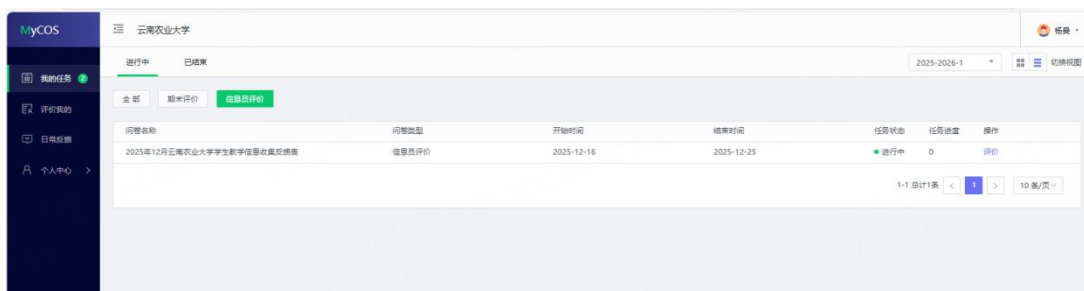 MyCOS
云南农业大学
杨曼
进行中 已结束
2025-2026-1 切换视图
我的任务 2
评价我的
日常反馈
个人中心
全部 期末评价 信息员评价
问卷名称 问卷类型 开始时间 结束时间 任务状态 任务进度 操作
2025年12月云南农业大学学生教学信息收集反馈表 信息员评价 2025-12-16 2025-12-25 进行中 0 评价
1-1 总计1条 < 1 > 10 条/页